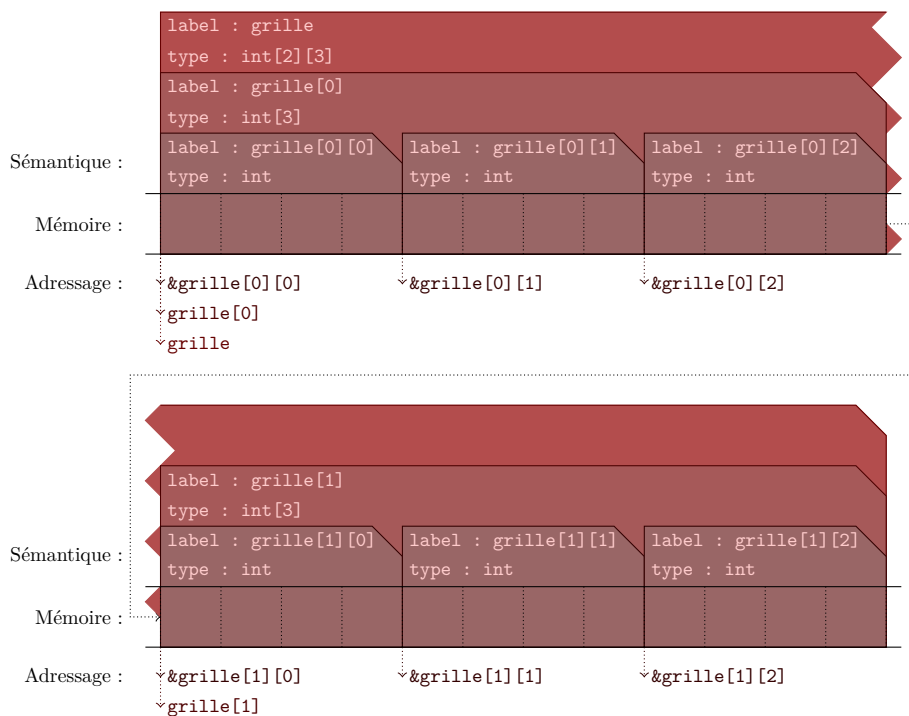 label : grille
type : int[2][3]
label : grille[0]
type : int[3]
Sémantique :
label : grille[0][0] label : grille[0][1] label : grille[0][2]
type : int type : int type : int
Mémoire :
Adressage : &grille[0][0] &grille[0][1] &grille[0][2]
grille[0]
grille
label : grille[1]
type : int[3]
Sémantique :
label : grille[1][0] label : grille[1][1] label : grille[1][2]
type : int type : int type : int
Mémoire :
Adressage : &grille[1][0] &grille[1][1] &grille[1][2]
grille[1]